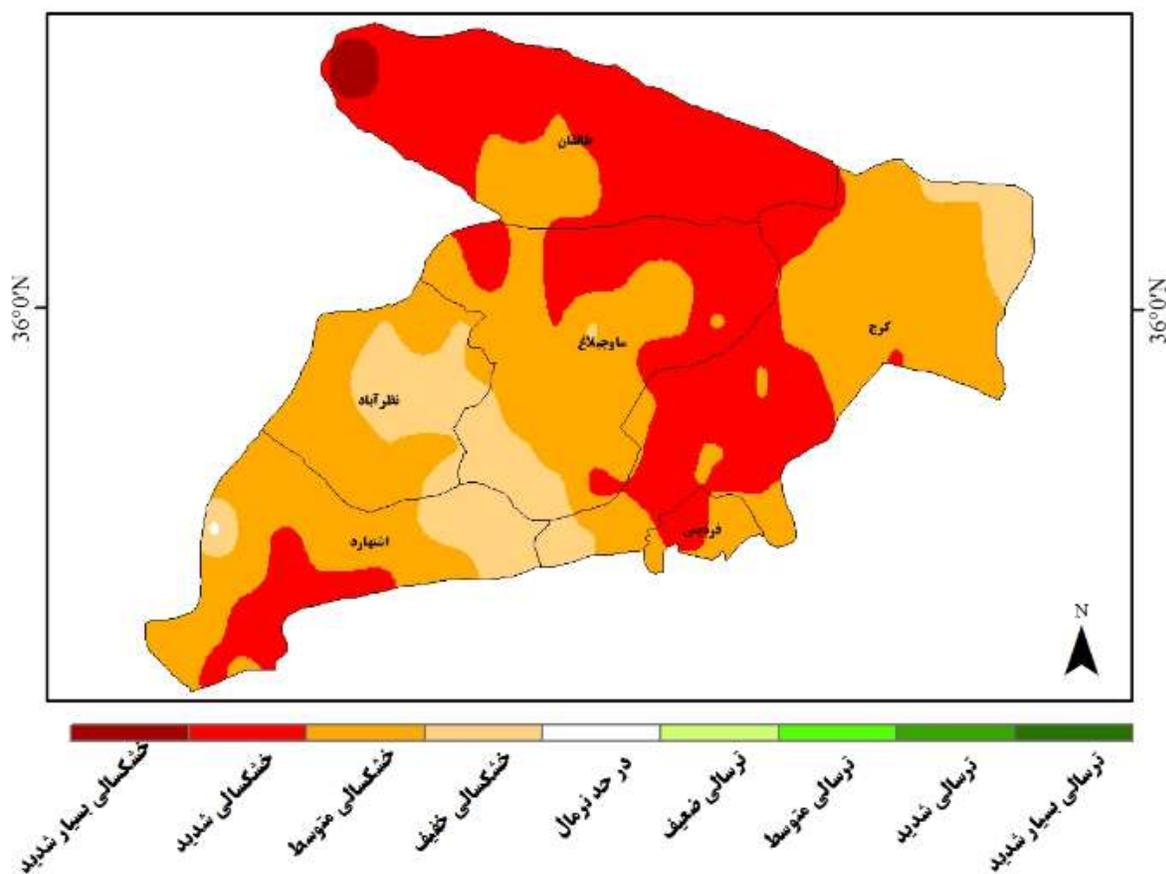 طالقان
36°0'N
36°0'N
کرج
ساوجبلاغ
نظرآباد
اشتهارد
فردیس
N
خشکسالی بسیار شدید
خشکسالی شدید
خشکسالی متوسط
خشکسالی خفیف
در حد نرمال
ترسالی ضعیف
ترسالی متوسط
ترسالی شدید
ترسالی بسیار شدید